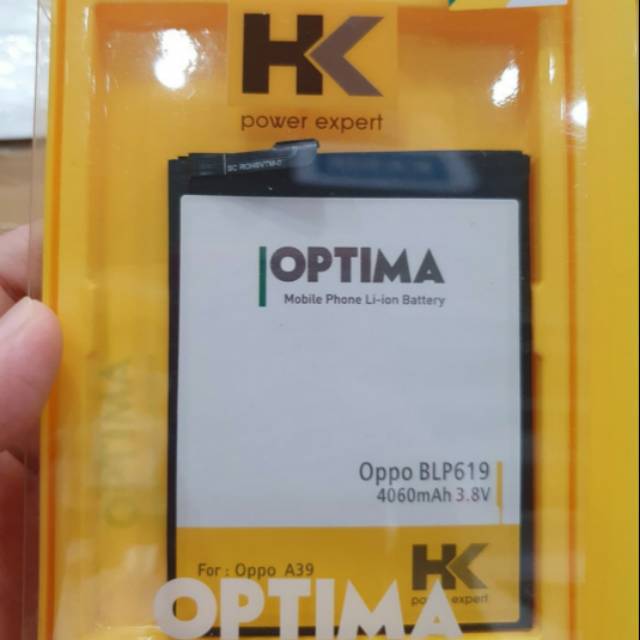 HK
power expert
OPTIMA
Mobile Phone Li-ion Battery
Oppo BLP619
4060mAh 3.8V
For : Oppo A39
HK
power expert
OPTIMA
OPTIMA